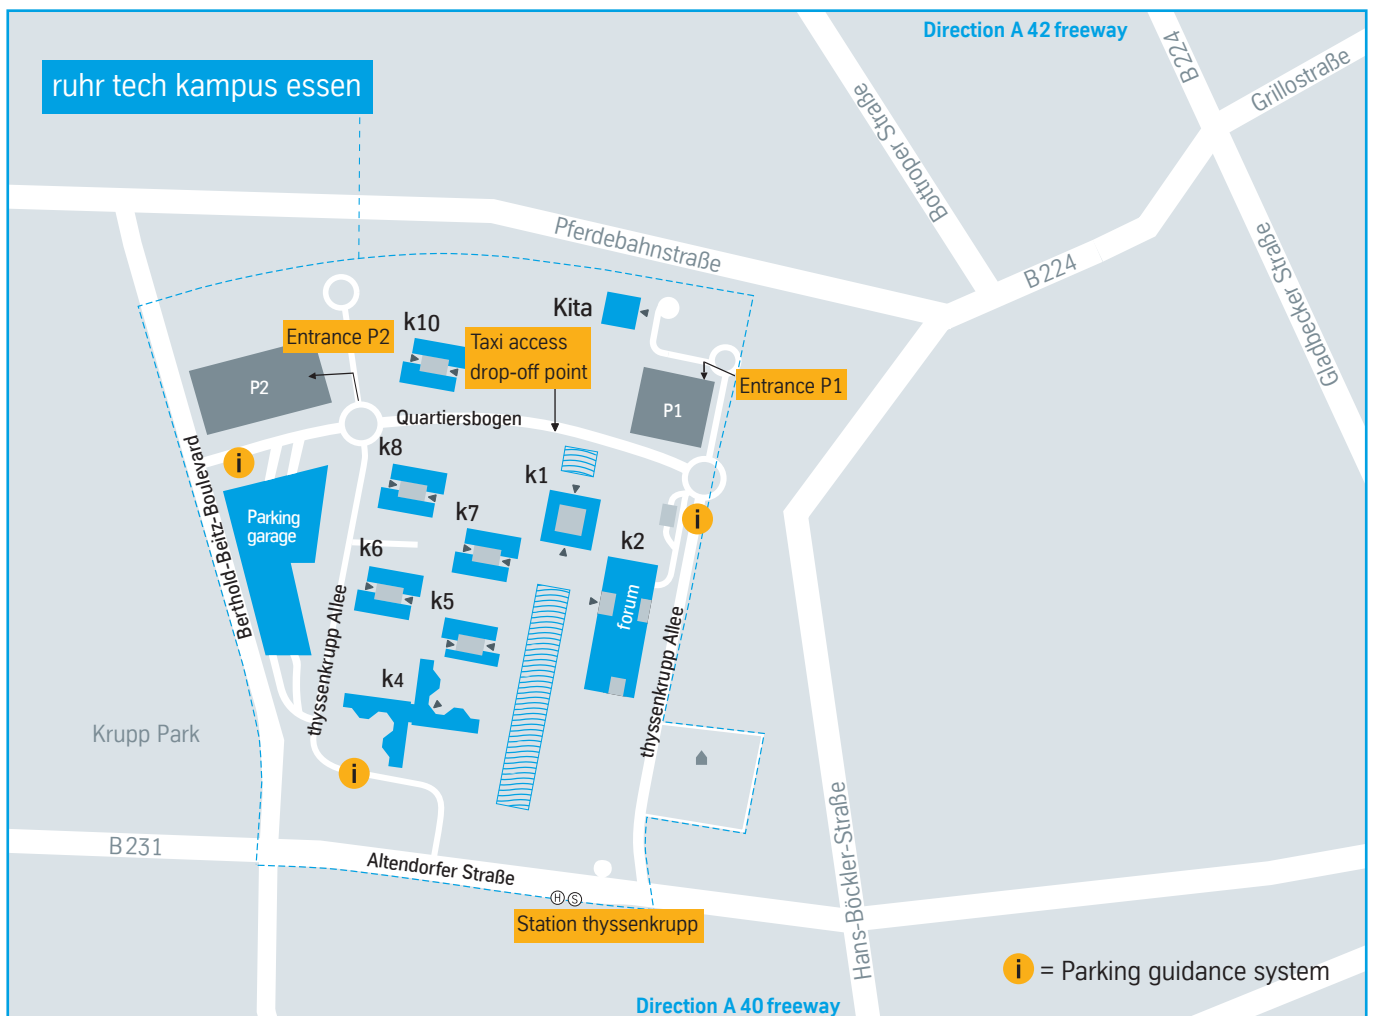 Direction A 42 freeway
B224
Grillostraße
ruhr tech kampus essen
Bottroper Straße
Pferdebahnstraße
B224
Gladbecker Straße
Kita
k10
Entrance P2
Taxi access
drop-off point
Entrance P1
P2
P1
Quartiersbogen
Berthold-Beitz-Boulevard
i
k8
k1
Parking
garage
k7
i
k2
k6
forum
k5
thyssenkrupp Allee
thyssenkrupp Allee
k4
Krupp Park
i
Hans-Böckler-Straße
B231
Altendorfer Straße
H S
Station thyssenkrupp
i = Parking guidance system
Direction A 40 freeway